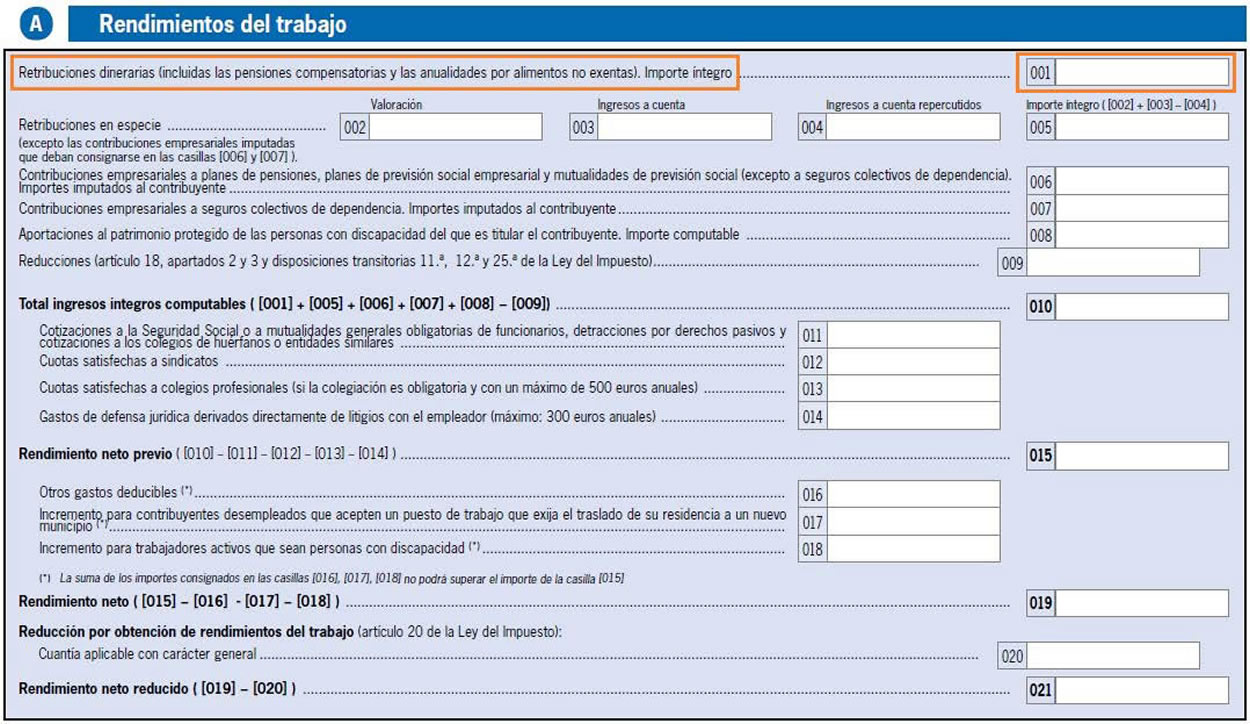 A Rendimientos del trabajo
Retribuciones dinerarias (incluidas las pensiones compensatorias y las anualidades por alimentos no exentas). Importe íntegro ........ 001
Valoración Ingresos a cuenta Ingresos a cuenta repercutidos Importe íntegro ( [002] + [003] – [004] )
Retribuciones en especie ........ 002 003 004 005
(excepto las contribuciones empresariales imputadas
que deban consignarse en las casillas [006] y [007] ).
Contribuciones empresariales a planes de pensiones, planes de previsión social empresarial y mutualidades de previsión social (excepto a seguros colectivos de dependencia).
Importes imputados al contribuyente ........ 006
Contribuciones empresariales a seguros colectivos de dependencia. Importes imputados al contribuyente ........ 007
Aportaciones al patrimonio protegido de las personas con discapacidad del que es titular el contribuyente. Importe computable ........ 008
Reducciones (artículo 18, apartados 2 y 3 y disposiciones transitorias 11.ª, 12.ª y 25.ª de la Ley del Impuesto)........ 009
Total ingresos íntegros computables ( [001] + [005] + [006] + [007] + [008] – [009]) ........ 010
Cotizaciones a la Seguridad Social o a mutualidades generales obligatorias de funcionarios, detracciones por derechos pasivos y
cotizaciones a los colegios de huérfanos o entidades similares ........ 011
Cuotas satisfechas a sindicatos ........ 012
Cuotas satisfechas a colegios profesionales (si la colegiación es obligatoria y con un máximo de 500 euros anuales) ........ 013
Gastos de defensa jurídica derivados directamente de litigios con el empleador (máximo: 300 euros anuales) ........ 014
Rendimiento neto previo ( [010] – [011] – [012] – [013] – [014] ) ........ 015
Otros gastos deducibles (*)........ 016
Incremento para contribuyentes desempleados que acepten un puesto de trabajo que exija el traslado de su residencia a un nuevo
municipio (*)........ 017
Incremento para trabajadores activos que sean personas con discapacidad (*)........ 018
(*) La suma de los importes consignados en las casillas [016], [017], [018] no podrá superar el importe de la casilla [015]
Rendimiento neto ( [015] – [016] - [017] – [018] ) ........ 019
Reducción por obtención de rendimientos del trabajo (artículo 20 de la Ley del Impuesto):
Cuantía aplicable con carácter general ........ 020
Rendimiento neto reducido ( [019] – [020] ) ........ 021